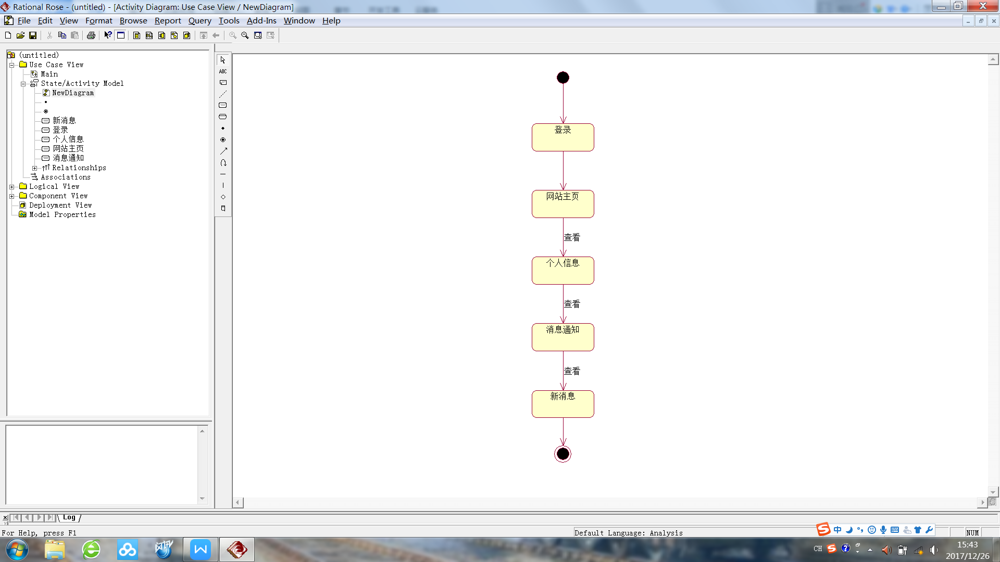 Rational Rose - (untitled) - [Activity Diagram: Use Case View / NewDiagram]
File Edit View Format Browse Report Query Tools Add-Ins Window Help
(untitled)
Use Case View
Main
State/Activity Model
NewDiagram
新消息
登录
个人信息
网站主页
消息通知
Relationships
Associations
Logical View
Component View
Deployment View
Model Properties
ABC
登录
网站主页
查看
个人信息
查看
消息通知
查看
新消息
Log
For Help, press F1
Default Language: Analysis
中
NUM
CH
15:43
2017/12/26